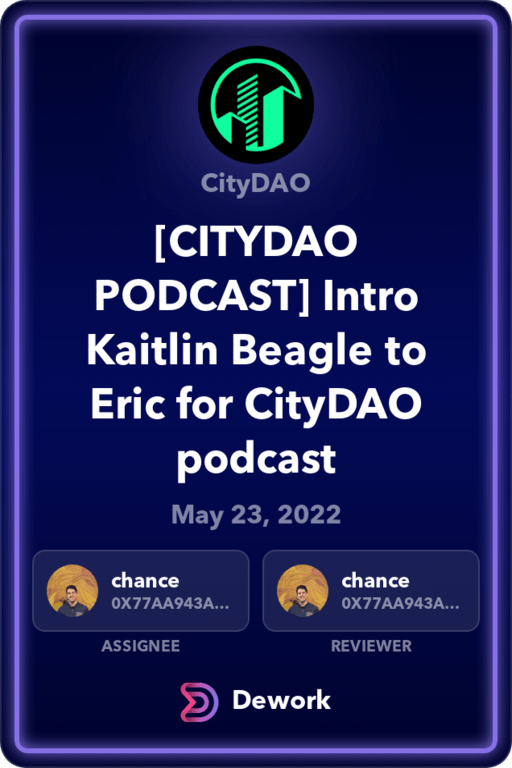 CityDAO
[CITYDAO
PODCAST] Intro
Kaitlin Beagle to
Eric for CityDAO
podcast
May 23, 2022
chance
0X77AA943A...
ASSIGNEE
chance
0X77AA943A...
REVIEWER
Dework